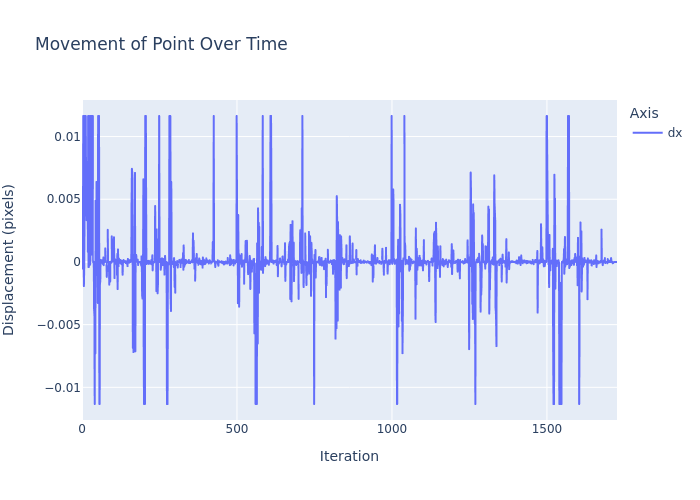 Movement of Point Over Time
Axis
dx
Displacement (pixels)
0.01
0.005
0
−0.005
−0.01
0
500
1000
1500
Iteration